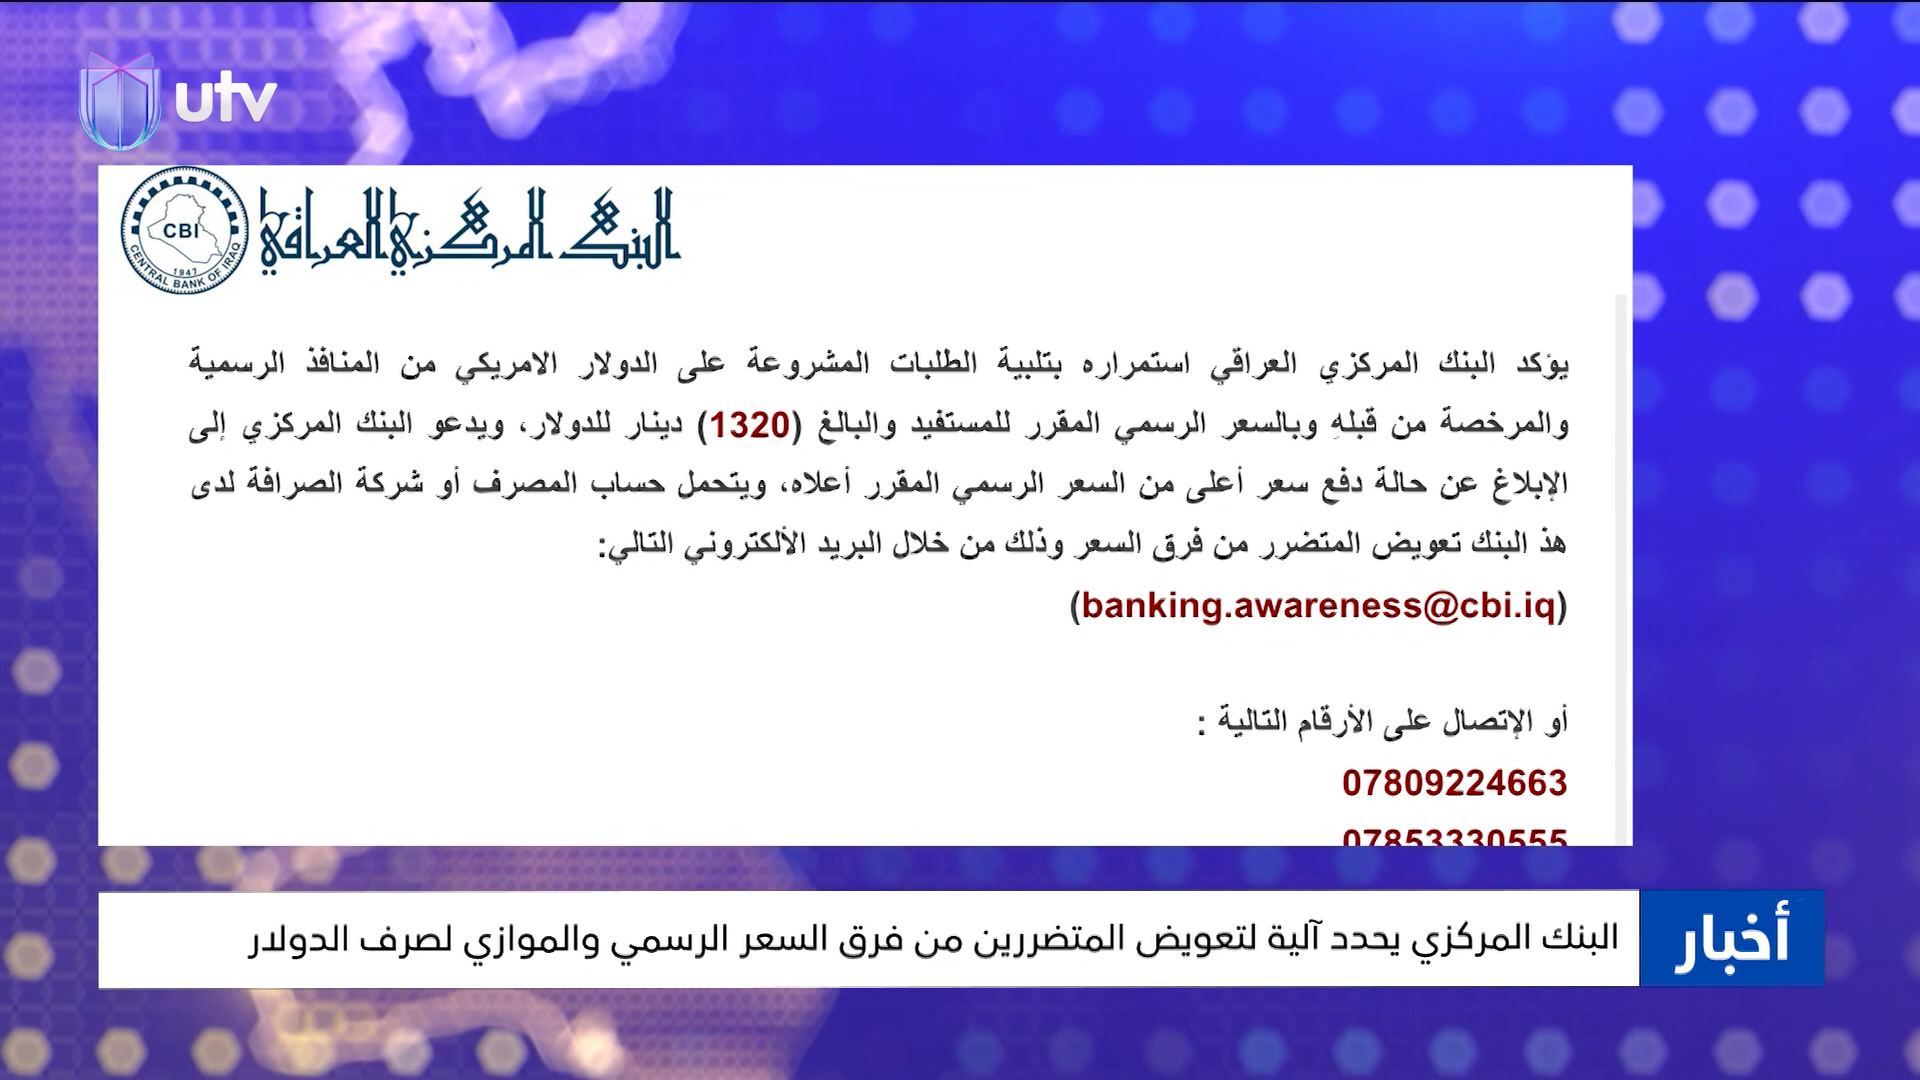 utv
CBI
1947
CENTRAL BANK OF IRAQ
البنك المركزي العراقي
يؤكد البنك المركزي العراقي استمراره بتلبية الطلبات المشروعة على الدولار الامريكي من المنافذ الرسمية
والمرخصة من قبلهِ وبالسعر الرسمي المقرر للمستفيد والبالغ (1320) دينار للدولار، ويدعو البنك المركزي إلى
الإبلاغ عن حالة دفع سعر أعلى من السعر الرسمي المقرر أعلاه، ويتحمل حساب المصرف أو شركة الصرافة لدى
هذ البنك تعويض المتضرر من فرق السعر وذلك من خلال البريد الألكتروني التالي:
(banking.awareness@cbi.iq)
أو الإتصال على الأرقام التالية :
07809224663
07853330555
أخبار
البنك المركزي يحدد آلية لتعويض المتضررين من فرق السعر الرسمي والموازي لصرف الدولار